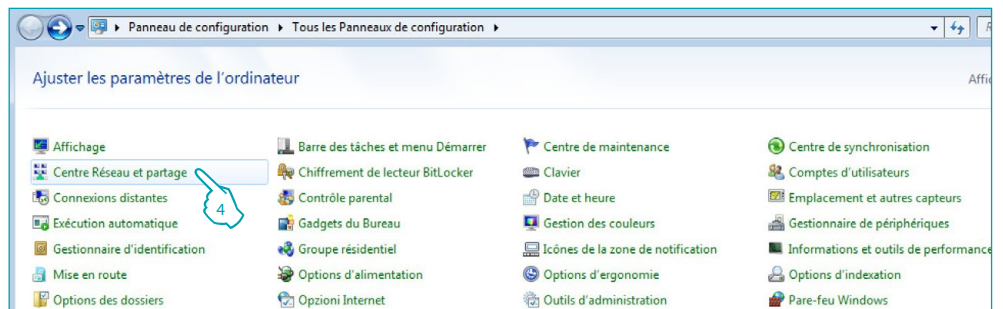 Panneau de configuration Tous les Panneaux de configuration
Ajuster les paramètres de l'ordinateur
Affichage Barre des tâches et menu Démarrer Centre de maintenance Centre de synchronisation
Centre Réseau et partage Chiffrement de lecteur BitLocker Clavier Comptes d'utilisateurs
Connexions distantes Contrôle parental Date et heure Emplacement et autres capteurs
4
Exécution automatique Gadgets du Bureau Gestion des couleurs Gestionnaire de périphériques
Gestionnaire d'identification Groupe résidentiel Icônes de la zone de notification Informations et outils de performance
Mise en route Options d'alimentation Options d'ergonomie Options d'indexation
Options des dossiers Opzioni Internet Outils d'administration Pare-feu Windows